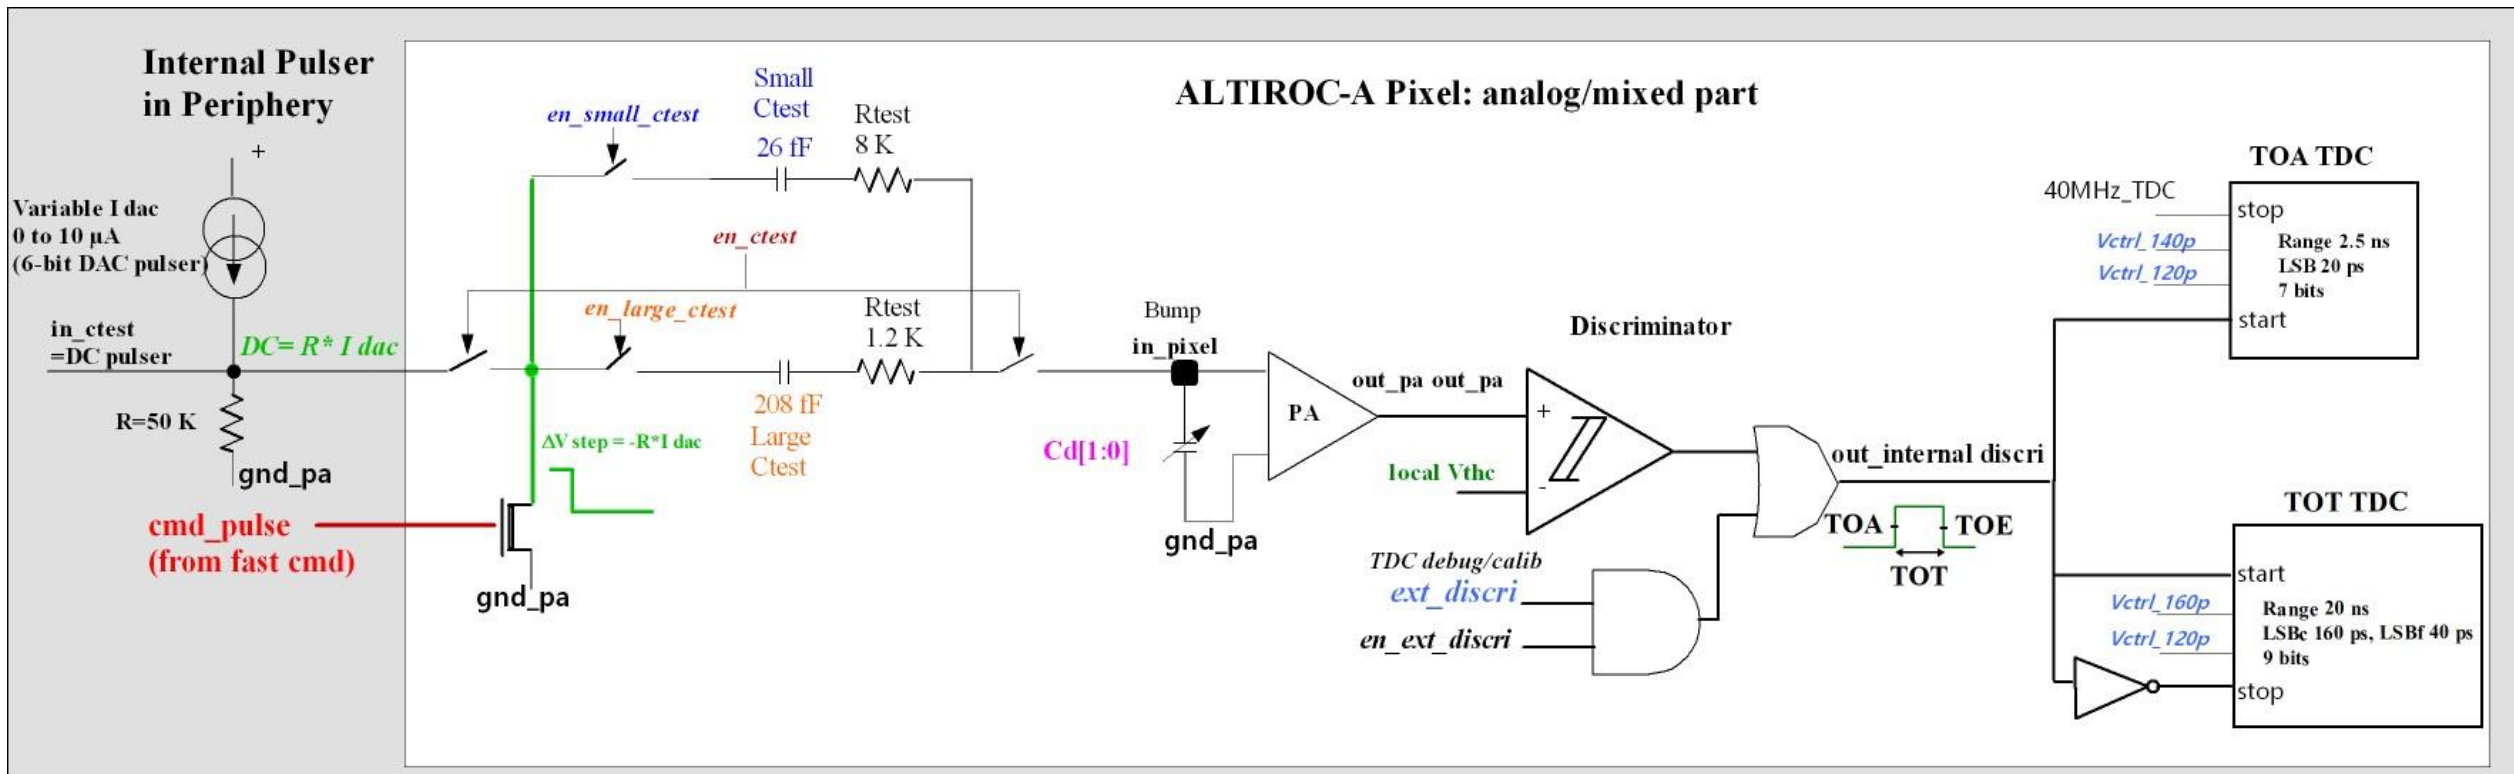 Internal Pulser
in Periphery
+
Variable I dac
0 to 10 µA
(6-bit DAC pulser)
in_ctest
=DC pulser
DC= R* I dac
R=50 K
gnd_pa
cmd_pulse
(from fast cmd)
ALTIROC-A Pixel: analog/mixed part
en_small_ctest
Small
Ctest
26 fF
Rtest
8 K
en_ctest
en_large_ctest
Rtest
1.2 K
208 fF
Large
Ctest
ΔV step = -R*I dac
gnd_pa
Bump
in_pixel
Cd[1:0]
gnd_pa
PA
out_pa out_pa
Discriminator
+
-
local Vthc
TDC debug/calib
ext_discri
en_ext_discri
out_internal discri
TOA
TOE
TOT
TOA TDC
40MHz_TDC
stop
Vctrl_140p
Vctrl_120p
Range 2.5 ns
LSB 20 ps
7 bits
start
TOT TDC
start
Vctrl_160p
Vctrl_120p
Range 20 ns
LSBc 160 ps, LSBf 40 ps
9 bits
stop